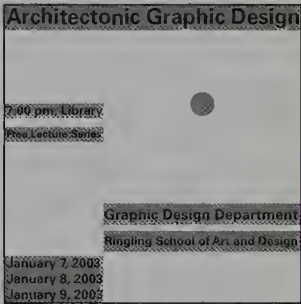 Architectonic Graphic Design
7:00 pm, Library
Free Lecture Series
Graphic Design Department
Ringling School of Art and Design
January 7, 2003
January 8, 2003
January 9, 2003